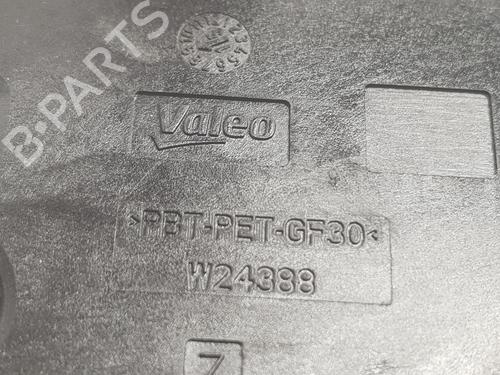 B-PARTS
Valeo
>PBT-PET-GF30<
W24388
7